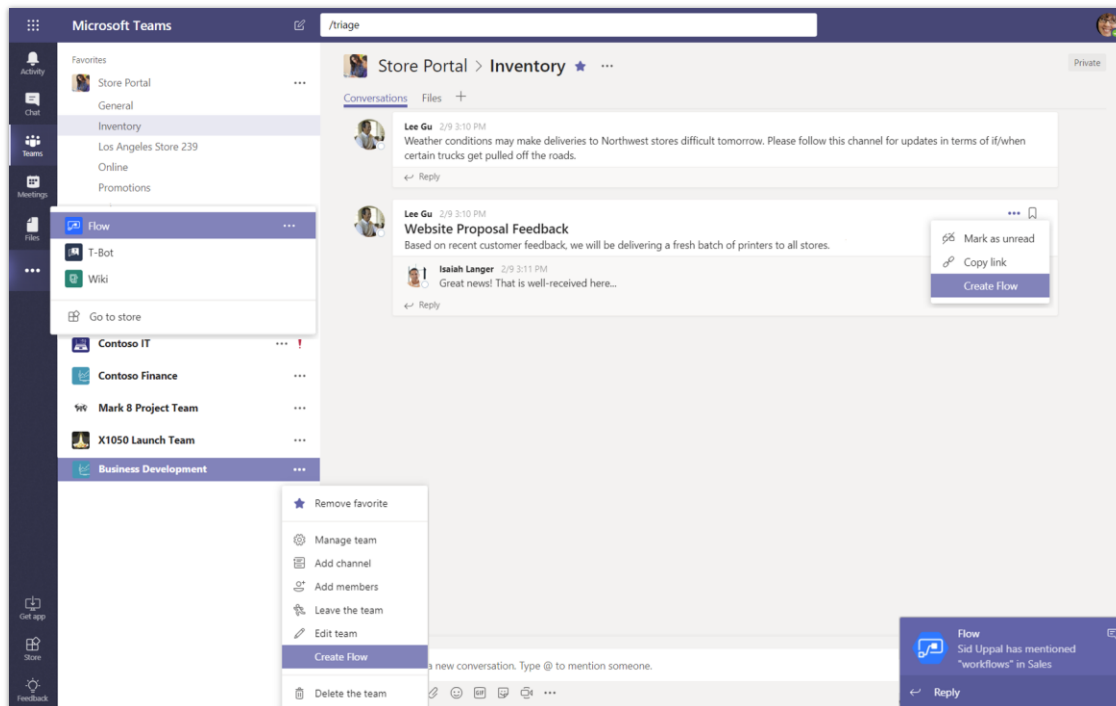 Microsoft Teams
/triage
Activity
Chat
Teams
Meetings
Files
Favorites
Store Portal
General
Inventory
Los Angeles Store 239
Online
Promotions
Flow
T-Bot
Wiki
Go to store
Contoso IT
Contoso Finance
Mark 8 Project Team
X1050 Launch Team
Business Development
Remove favorite
Manage team
Add channel
Add members
Leave the team
Edit team
Create Flow
Delete the team
Get app
Store
Feedback
Store Portal > Inventory
Private
Conversations Files
Lee Gu 2/9 3:10 PM
Weather conditions may make deliveries to Northwest stores difficult tomorrow. Please follow this channel for updates in terms of if/when
certain trucks get pulled off the roads.
Reply
Lee Gu 2/9 3:10 PM
Website Proposal Feedback
Based on recent customer feedback, we will be delivering a fresh batch of printers to all stores.
Isaiah Langer 2/9 3:11 PM
Great news! That is well-received here...
Reply
Mark as unread
Copy link
Create Flow
a new conversation. Type @ to mention someone.
GIF
Flow
Sid Uppal has mentioned
"workflows" in Sales
Reply